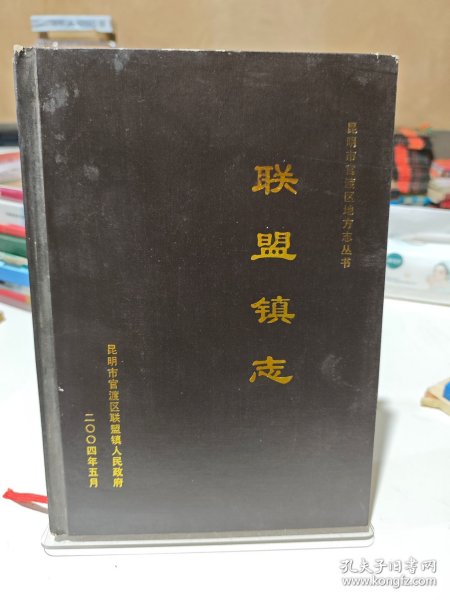 昆明市官渡区地方志丛书
联盟镇志
昆明市官渡区联盟镇人民政府
二〇〇四年五月
孔夫子旧书网
www.kongfz.com